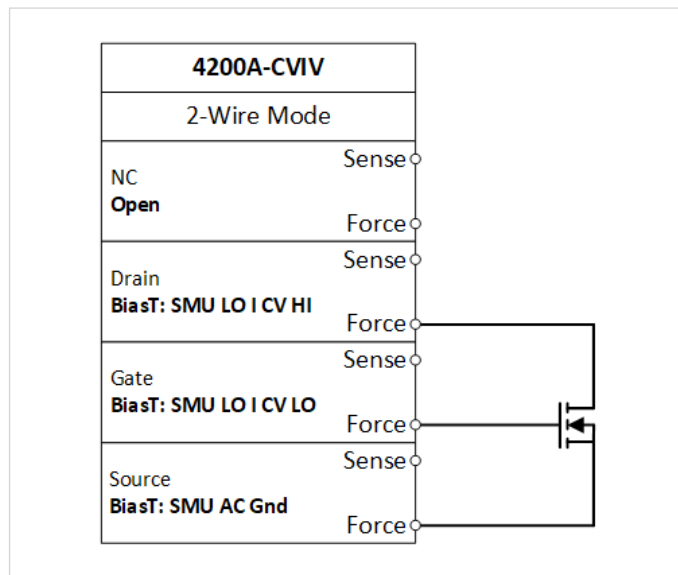 4200A-CVIV
2-Wire Mode
Sense
NC
Open
Force
Sense
Drain
BiasT: SMU LO I CV HI
Force
Sense
Gate
BiasT: SMU LO I CV LO
Force
Sense
Source
BiasT: SMU AC Gnd
Force